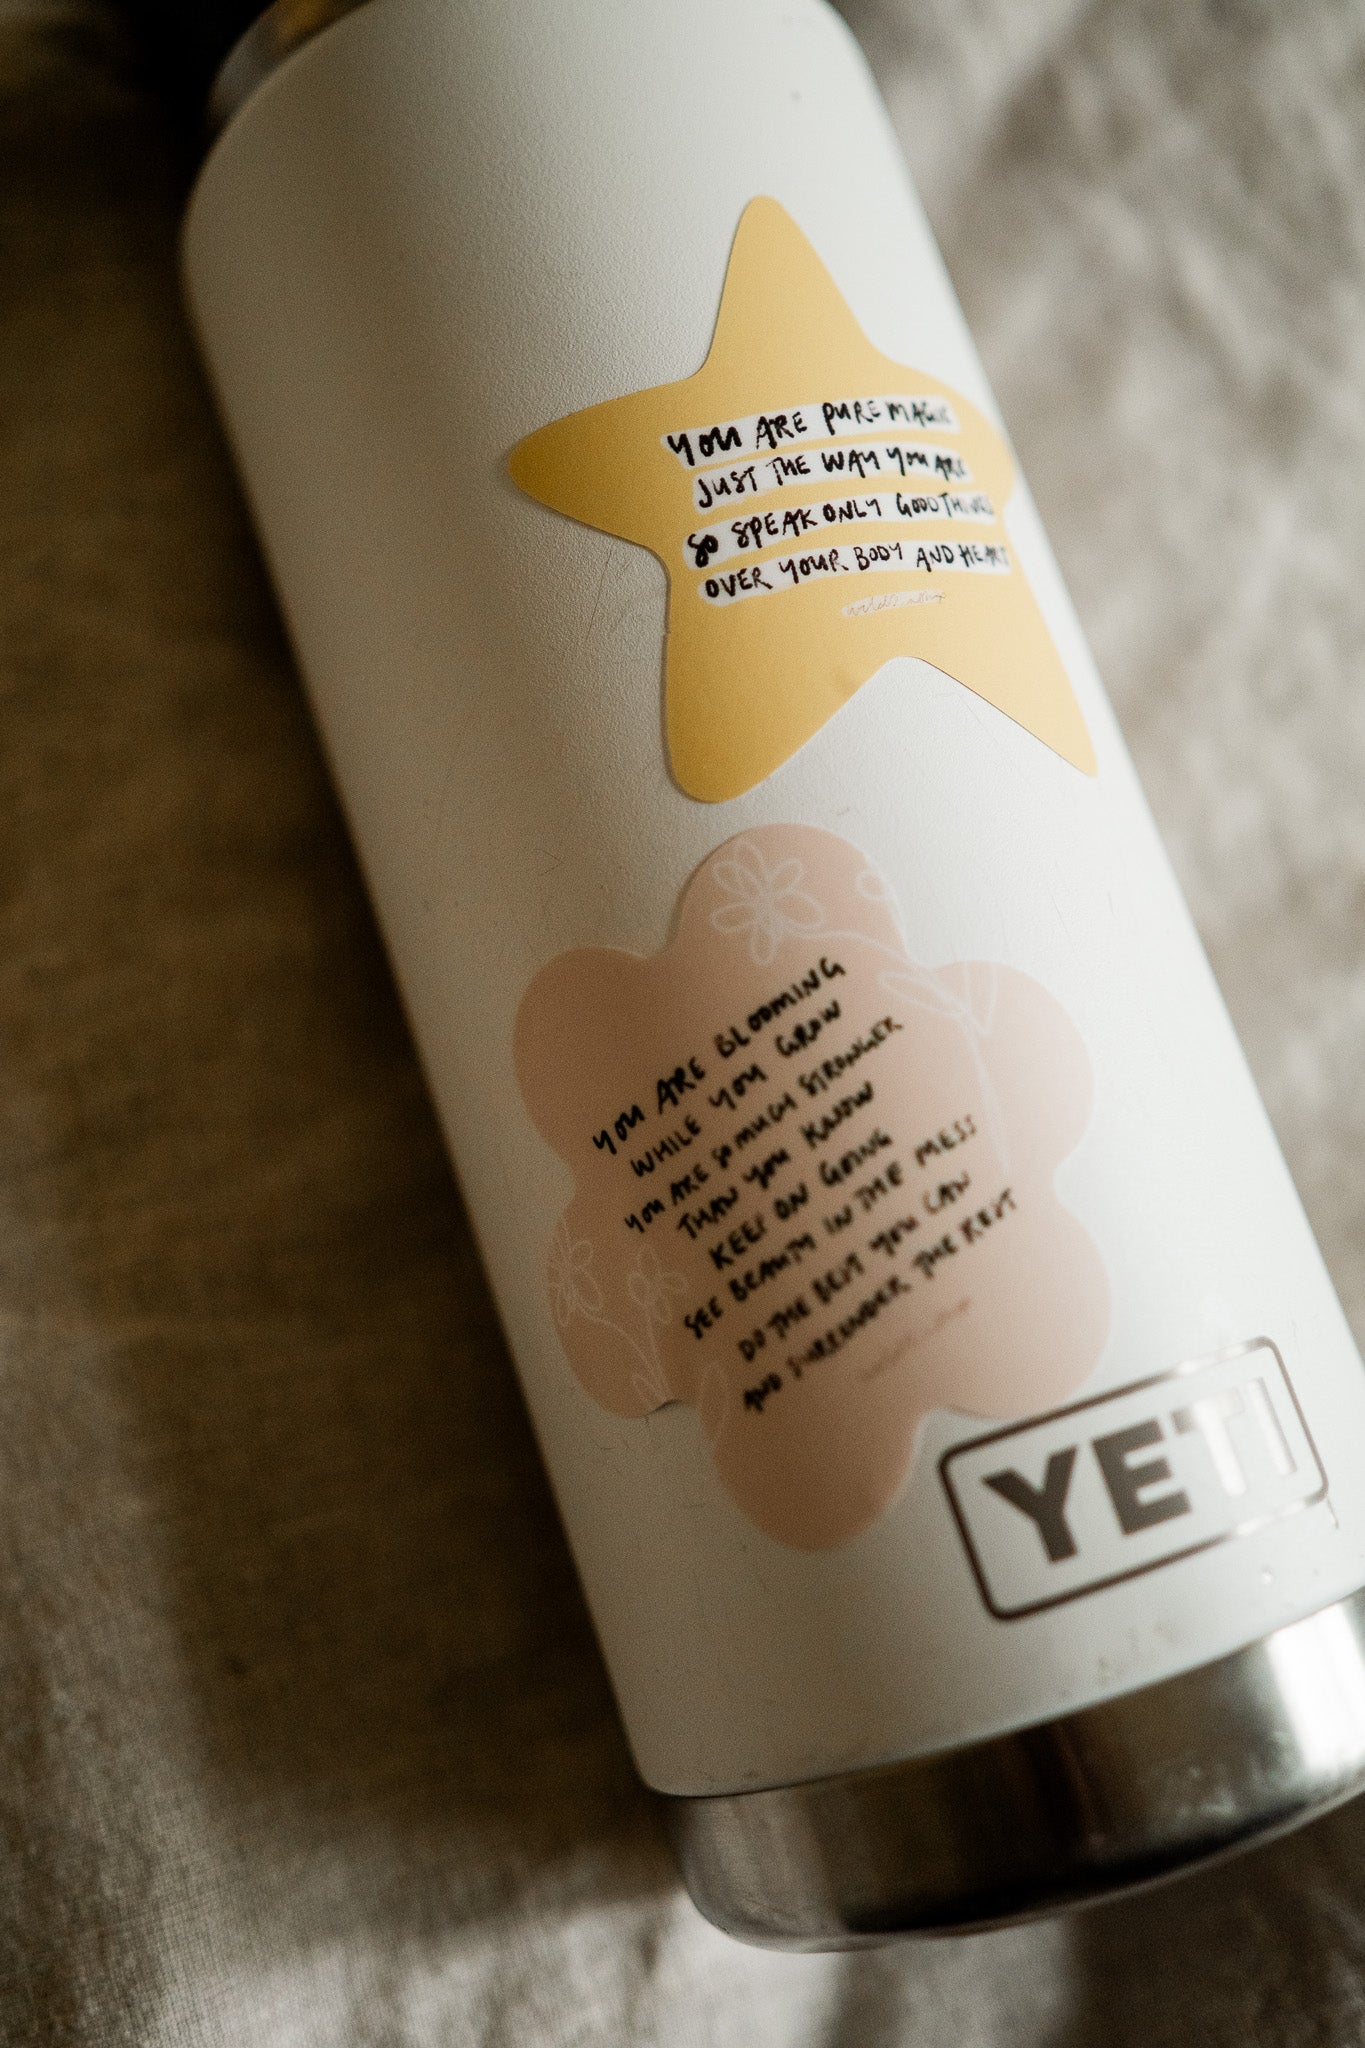 YOU ARE PURE MAGIC
JUST THE WAY YOU ARE
SO SPEAK ONLY GOOD THINGS
OVER YOUR BODY AND HEART
YOU ARE BLOOMING
WHILE YOU GROW
YOU ARE SO MUCH STRONGER
THAN YOU KNOW
KEEP ON GOING
SEE BEAUTY IN THE MESS
DO THE BEST YOU CAN
AND SURRENDER THE REST
YETI